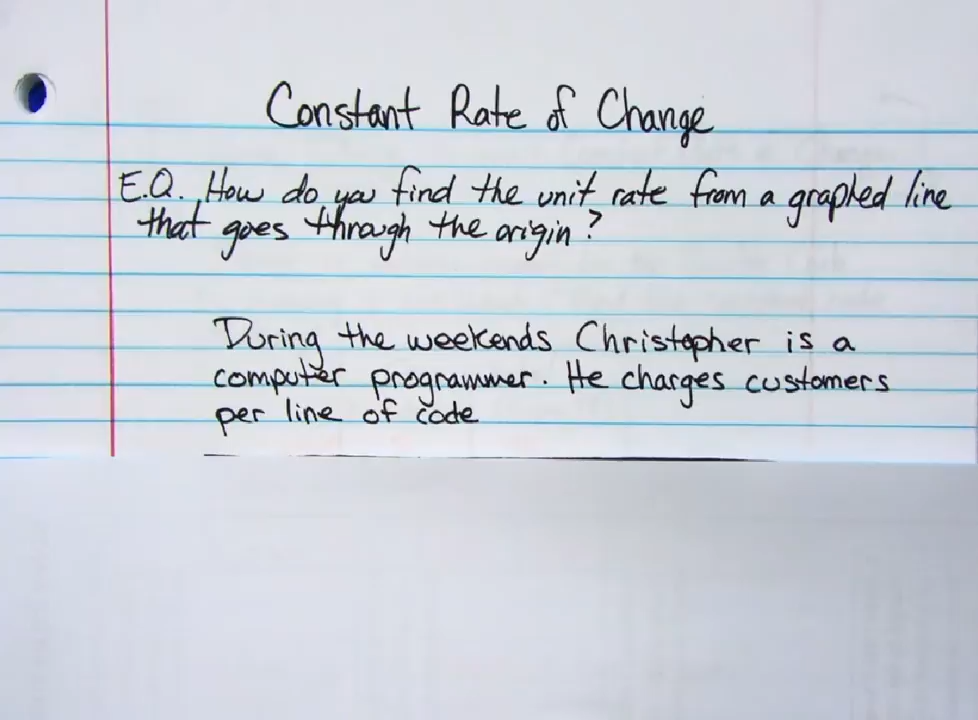 Constant Rate of Change
E.Q. How do you find the unit rate from a graphed line
that goes through the origin?
During the weekends Christopher is a
computer programmer. He charges customers
per line of code